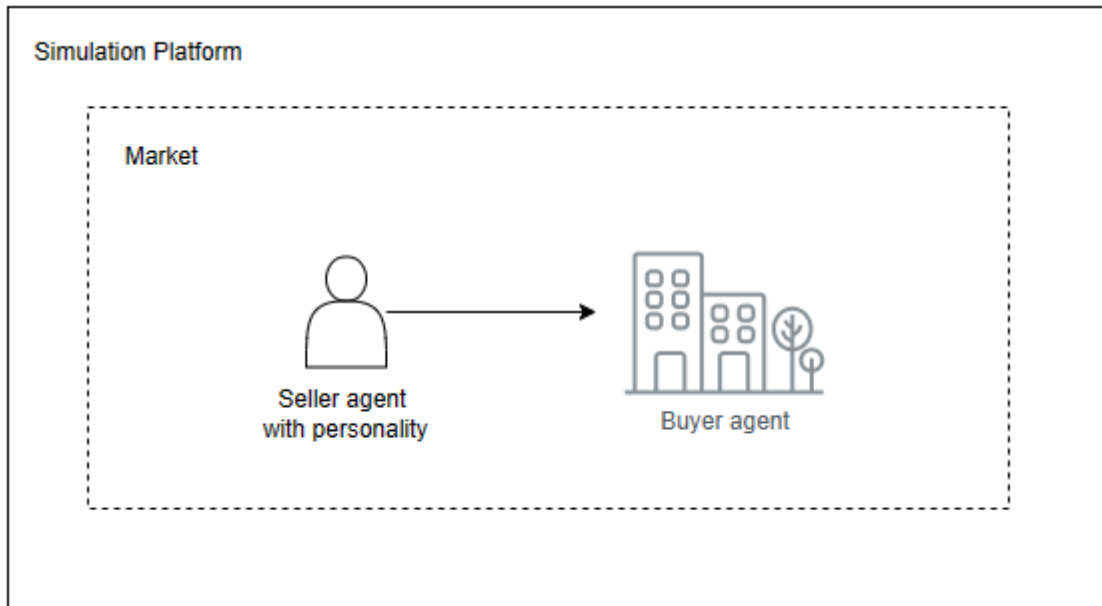 Simulation Platform
Market
Seller agent
with personality
Buyer agent